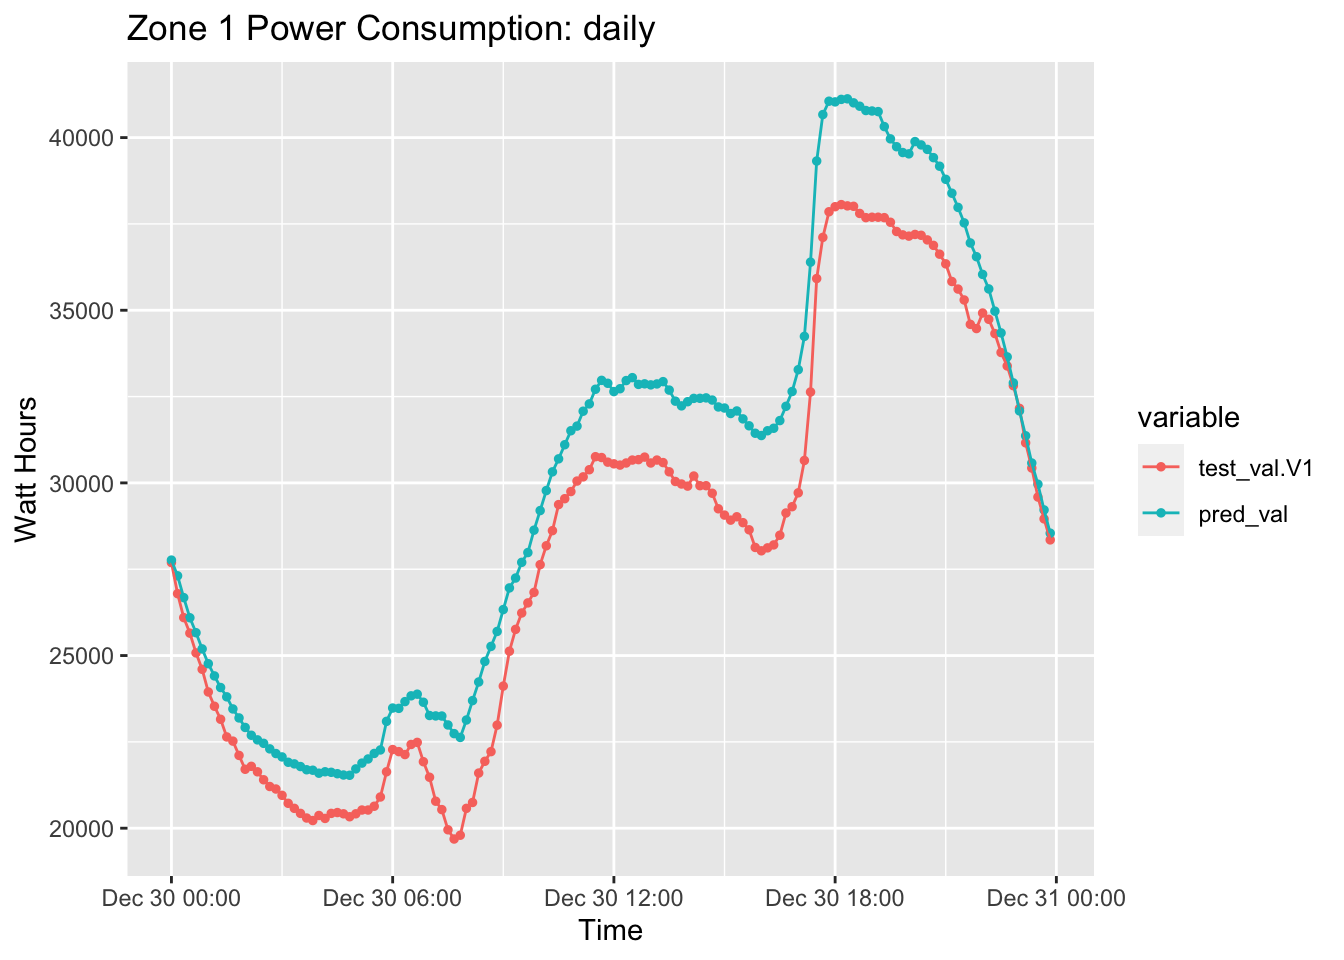 Zone 1 Power Consumption: daily
40000
35000
30000
25000
20000
Watt Hours
Dec 30 00:00
Dec 30 06:00
Dec 30 12:00
Dec 30 18:00
Dec 31 00:00
Time
variable
test_val.V1
pred_val